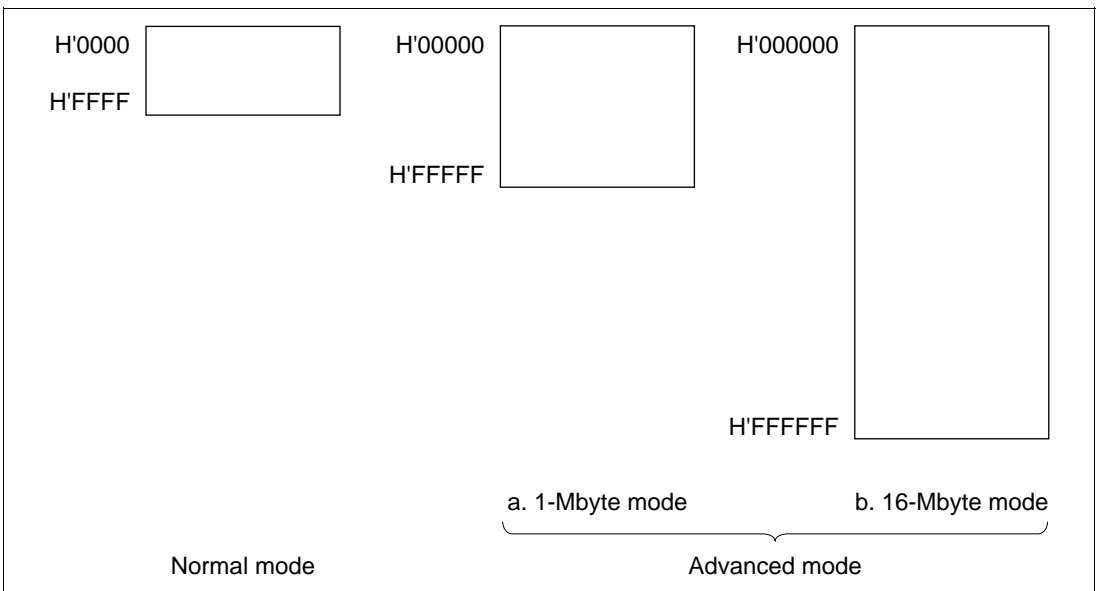 H'0000
H'FFFF
H'00000
H'FFFFF
H'000000
H'FFFFFF
a. 1-Mbyte mode
b. 16-Mbyte mode
Normal mode
Advanced mode